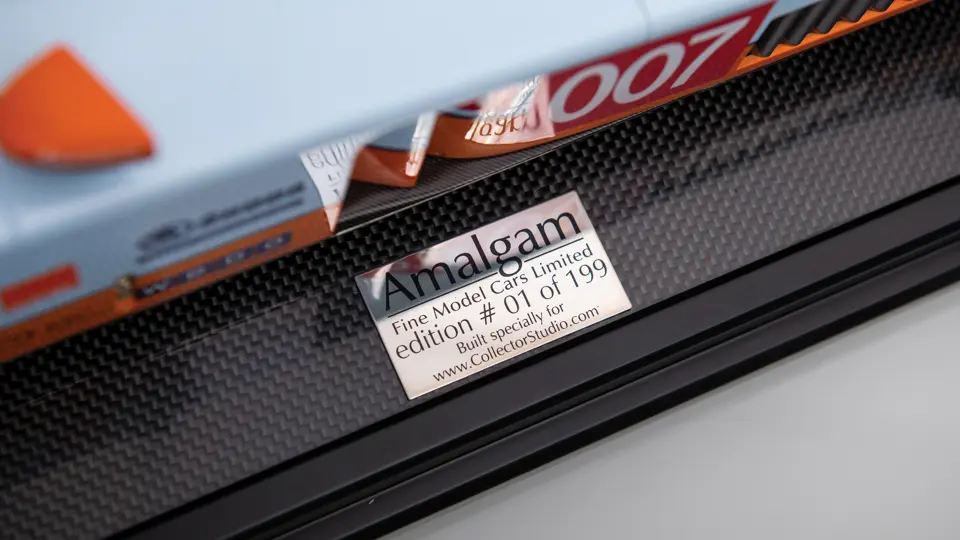 007
Amalgam
Fine Model Cars Limited
edition # 01 of 199
Built specially for
www.CollectorStudio.com